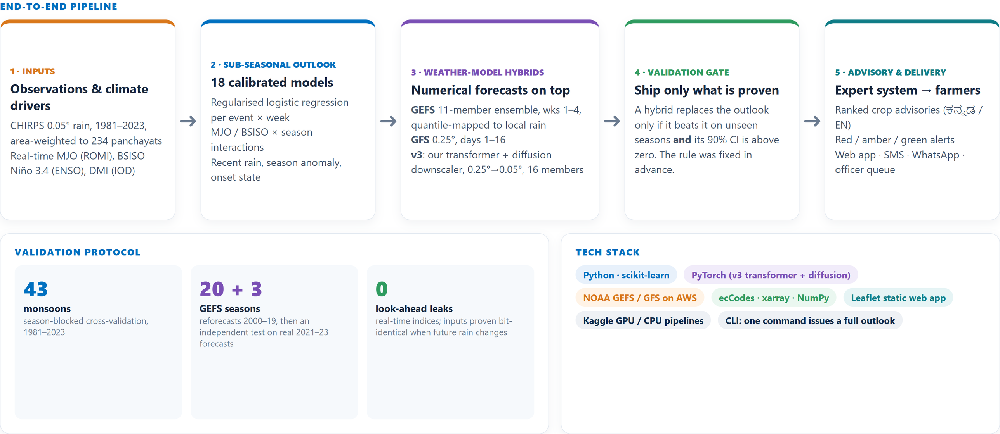 END-TO-END PIPELINE
1 · INPUTS
Observations & climate
drivers
CHIRPS 0.05° rain, 1981–2023,
area-weighted to 234 panchayats
Real-time MJO (ROMI), BSISO
Niño 3.4 (ENSO), DMI (IOD)
→
2 · SUB-SEASONAL OUTLOOK
18 calibrated models
Regularised logistic regression
per event × week
MJO / BSISO × season
interactions
Recent rain, season anomaly,
onset state
→
3 · WEATHER-MODEL HYBRIDS
Numerical forecasts on top
GEFS 11-member ensemble, wks 1–4,
quantile-mapped to local rain
GFS 0.25°, days 1–16
v3: our transformer + diffusion
downscaler, 0.25°→0.05°, 16 members
→
4 · VALIDATION GATE
Ship only what is proven
A hybrid replaces the outlook
only if it beats it on unseen
seasons and its 90% CI is above
zero. The rule was fixed in
advance.
→
5 · ADVISORY & DELIVERY
Expert system → farmers
Ranked crop advisories (ಕನ್ನಡ /
EN)
Red / amber / green alerts
Web app · SMS · WhatsApp ·
officer queue
VALIDATION PROTOCOL
43
monsoons
season-blocked cross-validation,
1981–2023
20 + 3
GEFS seasons
reforecasts 2000–19, then an
independent test on real 2021–23
forecasts
0
look-ahead leaks
real-time indices; inputs proven bit-
identical when future rain changes
TECH STACK
Python · scikit-learn
PyTorch (v3 transformer + diffusion)
NOAA GEFS / GFS on AWS
ecCodes · xarray · NumPy
Leaflet static web app
Kaggle GPU / CPU pipelines
CLI: one command issues a full outlook